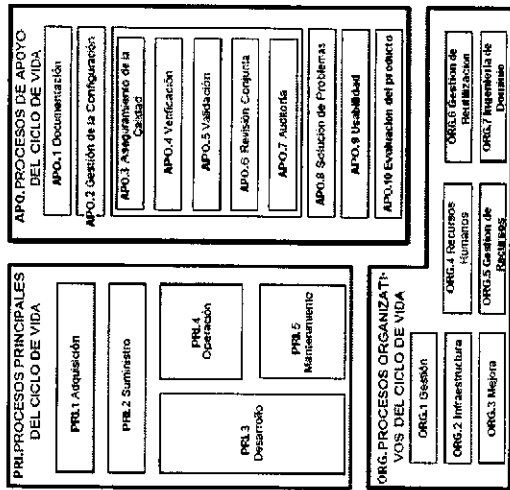 PRI.PROCESOS PRINCIPALES
DEL CICLO DE VIDA
PRI.1 Adquisición
PRI.2 Suministro
PRI.3
Desarrollo
PRI.4
Operación
PRI.5
Mantenimiento
APO.PROCESOS DE APOYO
DEL CICLO DE VIDA
APO.1 Documentación
APO.2 Gestión de la Configuración
APO.3 Aseguramiento de la
Calidad
APO.4 Verificación
APO.5 Validación
APO.6 Revisión Conjunta
APO.7 Auditoría
APO.8 Solución de Problemas
APO.9 Usabilidad
APO.10 Evaluación del producto
ORG.PROCESOS ORGANIZATI-
VOS DEL CICLO DE VIDA
ORG.1 Gestión
ORG.2 Infraestructura
ORG.3 Mejora
ORG.4 Recursos
Humanos
ORG.5 Gestión de
Recursos
ORG.6 Gestión de
Reutilización
ORG.7 Ingeniería de
Dominio